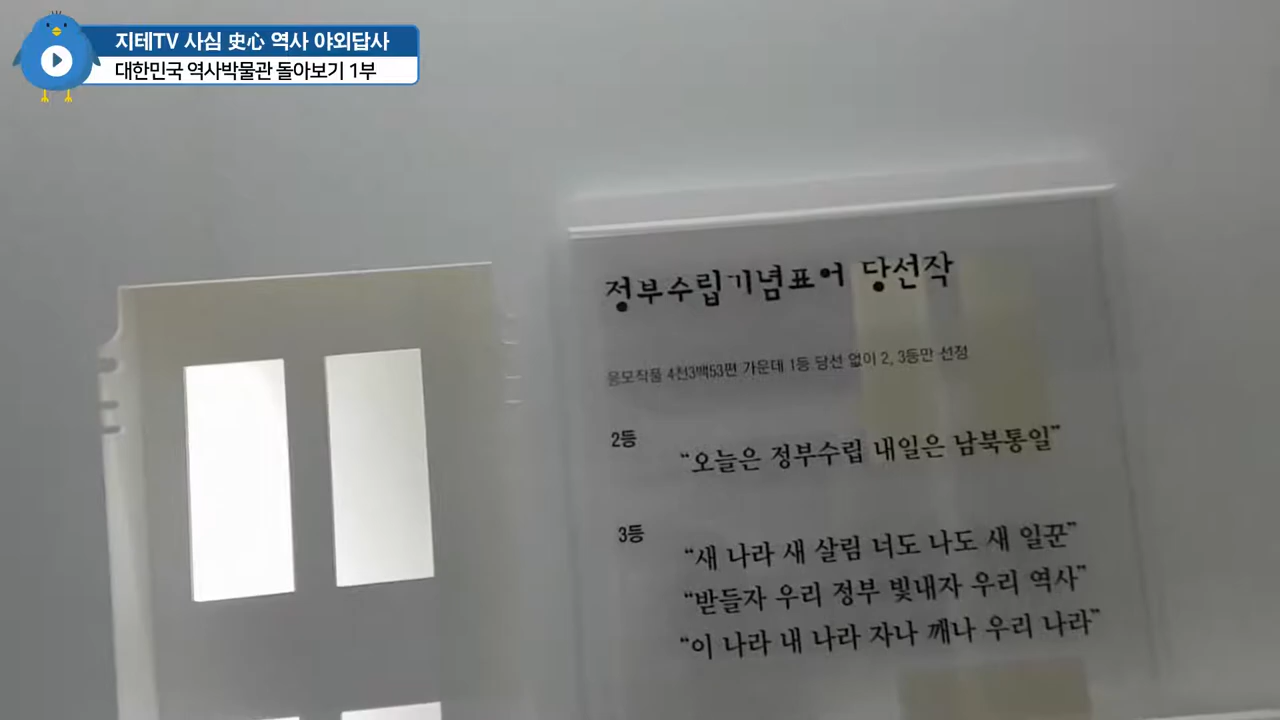 지테TV 사심 史心 역사 야외답사
대한민국 역사박물관 돌아보기 1부
정부수립기념표어 당선작
응모작품 4천3백53편 가운데 1등 당선 없이 2, 3등만 선정
2등
“오늘은 정부수립 내일은 남북통일”
3등
“새 나라 새 살림 너도 나도 새 일꾼”
“받들자 우리 정부 빛내자 우리 역사”
“이 나라 내 나라 자나 깨나 우리 나라”